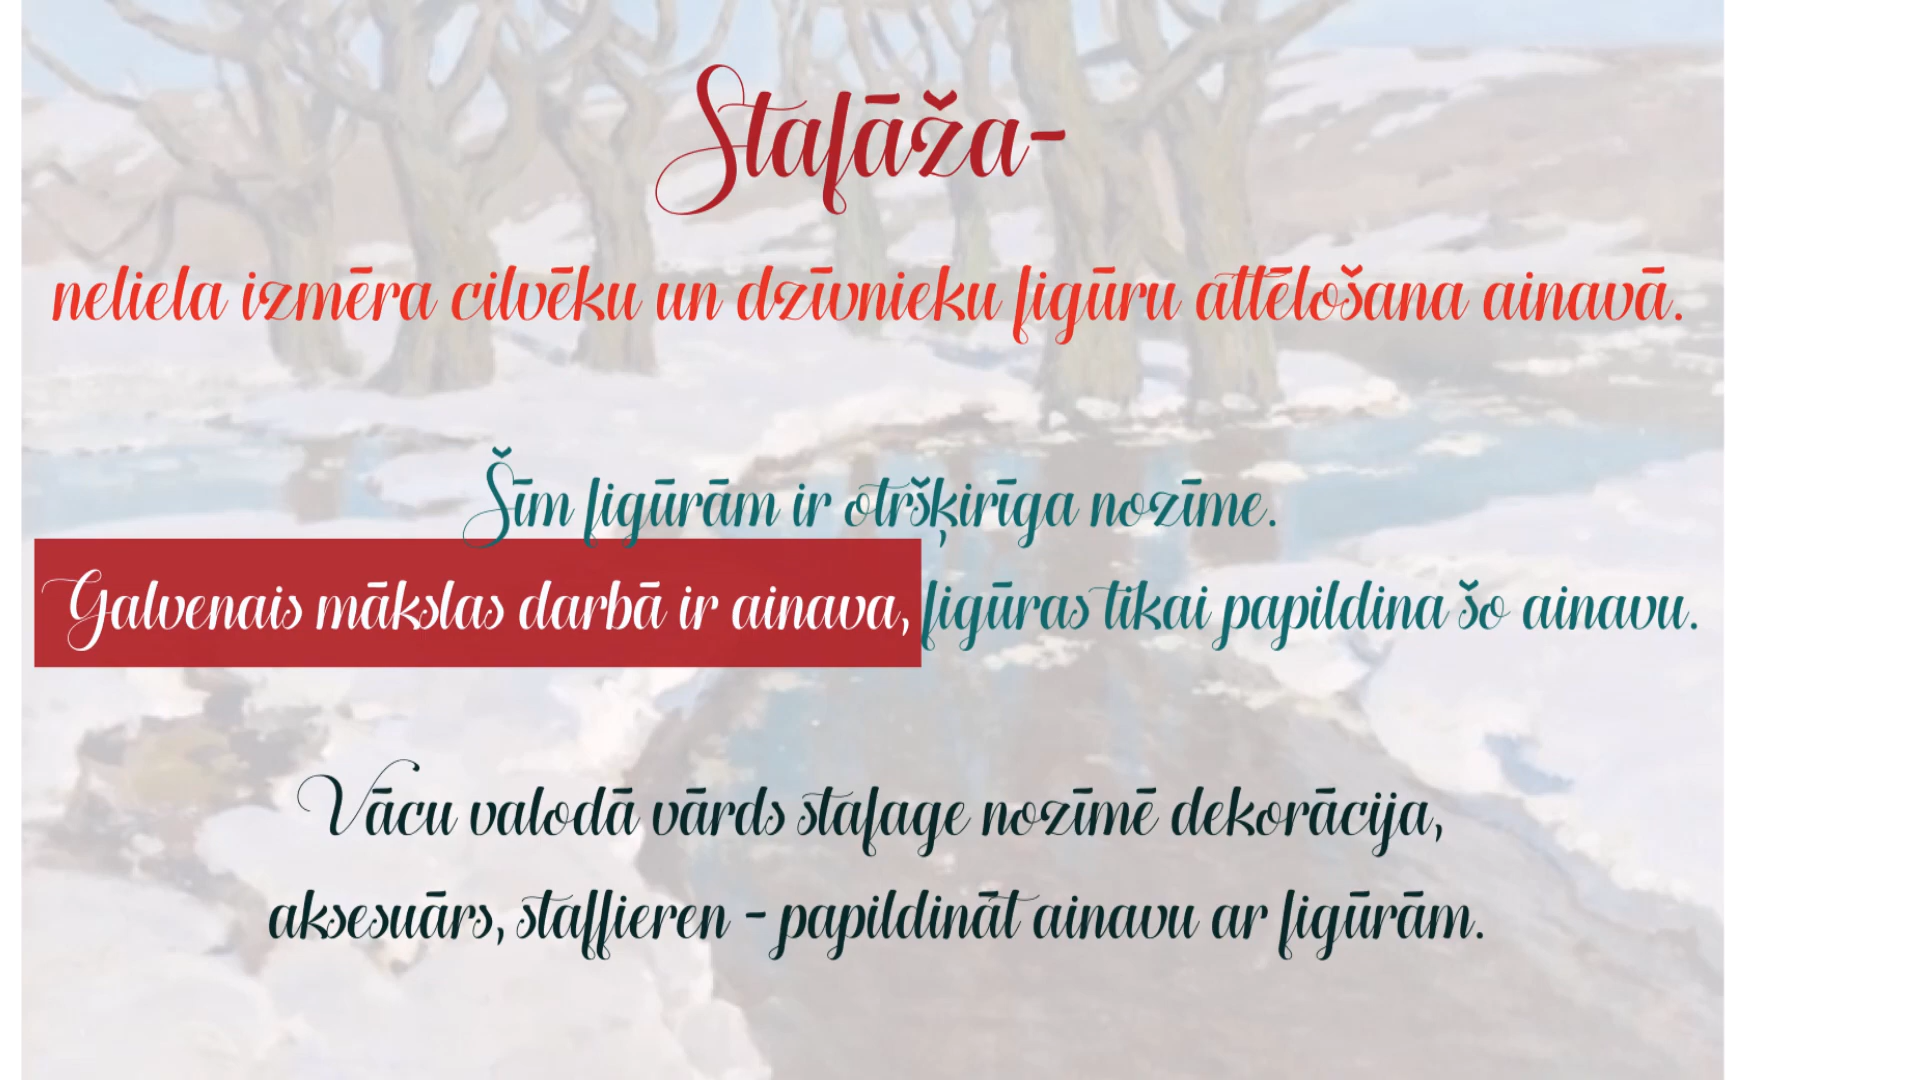 Stafāža-
neliela izmēra cilvēku un dzīvnieku figūru attēlošana ainavā.
Šīm figūrām ir otršķirīga nozīme.
Galvenais mākslas darbā ir ainava, figūras tikai papildina šo ainavu.
Vācu valodā vārds stafage nozīmē dekorācija,
aksesuārs, staffieren - papildināt ainavu ar figūrām.